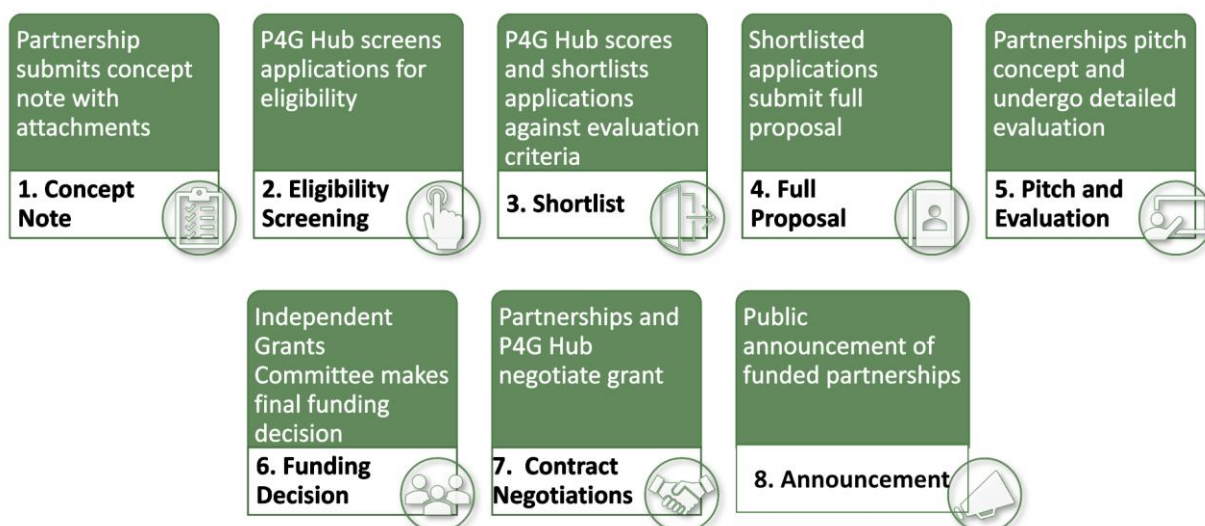 Partnership
submits concept
note with
attachments
1. Concept
Note
P4G Hub screens
applications for
eligibility
2. Eligibility
Screening
P4G Hub scores
and shortlists
applications
against evaluation
criteria
3. Shortlist
Shortlisted
applications
submit full
proposal
4. Full
Proposal
Partnerships pitch
concept and
undergo detailed
evaluation
5. Pitch and
Evaluation
Independent
Grants
Committee makes
final funding
decision
6. Funding
Decision
Partnerships and
P4G Hub
negotiate grant
7. Contract
Negotiations
Public
announcement of
funded partnerships
8. Announcement